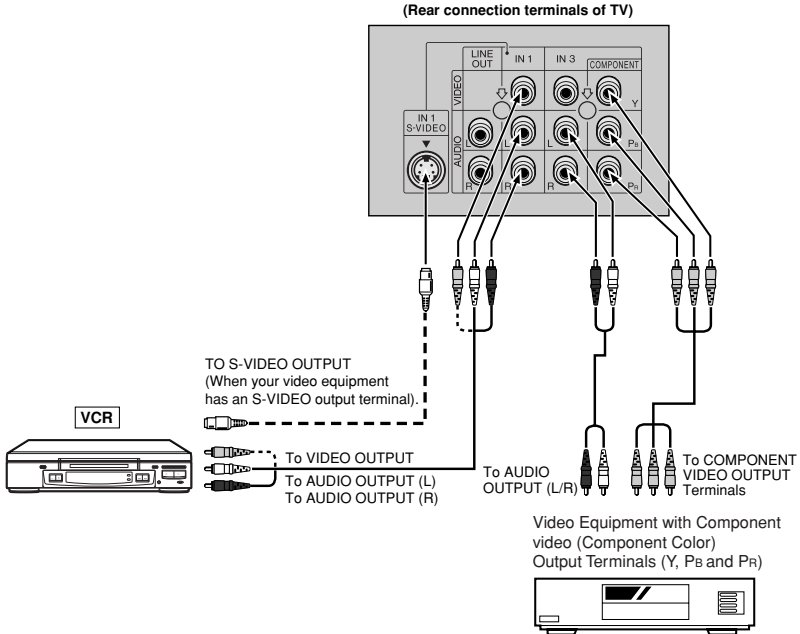 (Rear connection terminals of TV)
LINE OUT
IN 1
IN 3
COMPONENT
VIDEO
Y
IN 1
S-VIDEO
AUDIO
L
L
L
PB
R
R
R
PR
TO S-VIDEO OUTPUT
(When your video equipment
has an S-VIDEO output terminal).
VCR
To VIDEO OUTPUT
To AUDIO OUTPUT (L)
To AUDIO OUTPUT (R)
To AUDIO
OUTPUT (L/R)
To COMPONENT
VIDEO OUTPUT
Terminals
Video Equipment with Component
video (Component Color)
Output Terminals (Y, PB and PR)